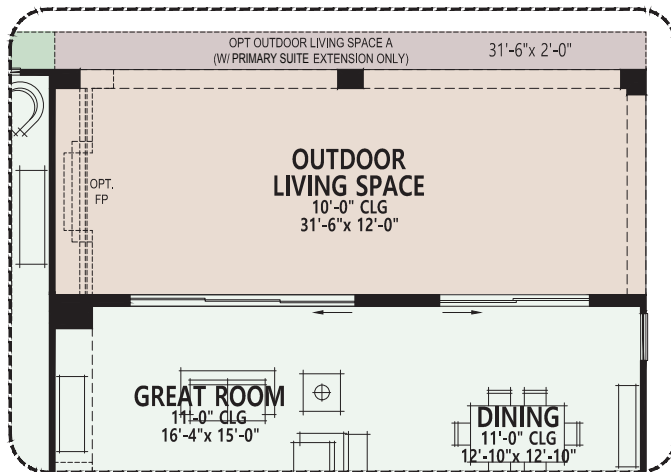 OPT OUTDOOR LIVING SPACE A
(W/ PRIMARY SUITE EXTENSION ONLY)
31'-6"x 2'-0"
OUTDOOR
LIVING SPACE
10'-0" CLG
31'-6"x 12'-0"
OPT.
FP
GREAT ROOM
11'-0" CLG
16'-4"x 15'-0"
DINING
11'-0" CLG
12'-10"x 12'-10"